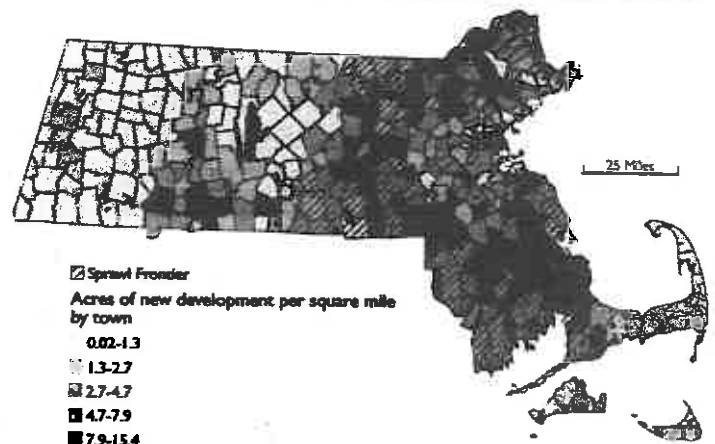 25 Miles
Sprawl Frontier
Acres of new development per square mile
by town
0.02-1.3
1.3-2.7
2.7-4.7
4.7-7.9
7.9-15.4